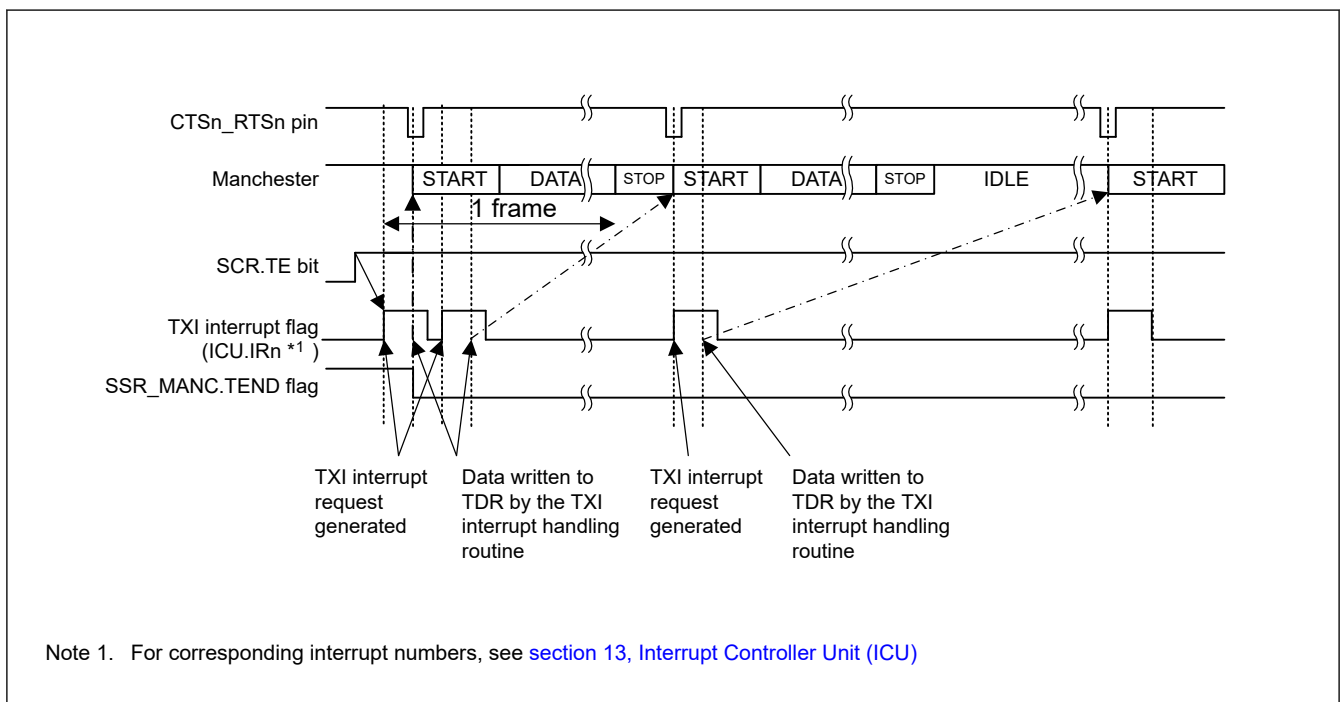 CTSn_RTSn pin
Manchester
START DATA STOP START DATA STOP IDLE START
1 frame
SCR.TE bit
TXI interrupt flag
(ICU.IRn *1 )
SSR_MANC.TEND flag
TXI interrupt
request
generated
Data written to
TDR by the TXI
interrupt handling
routine
TXI interrupt
request
generated
Data written to
TDR by the TXI
interrupt handling
routine
Note 1. For corresponding interrupt numbers, see section 13, Interrupt Controller Unit (ICU)